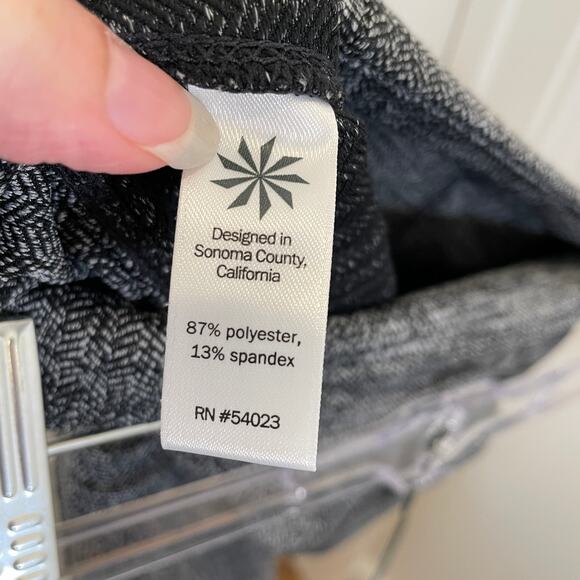 Designed in
Sonoma County,
California
87% polyester,
13% spandex
RN #54023